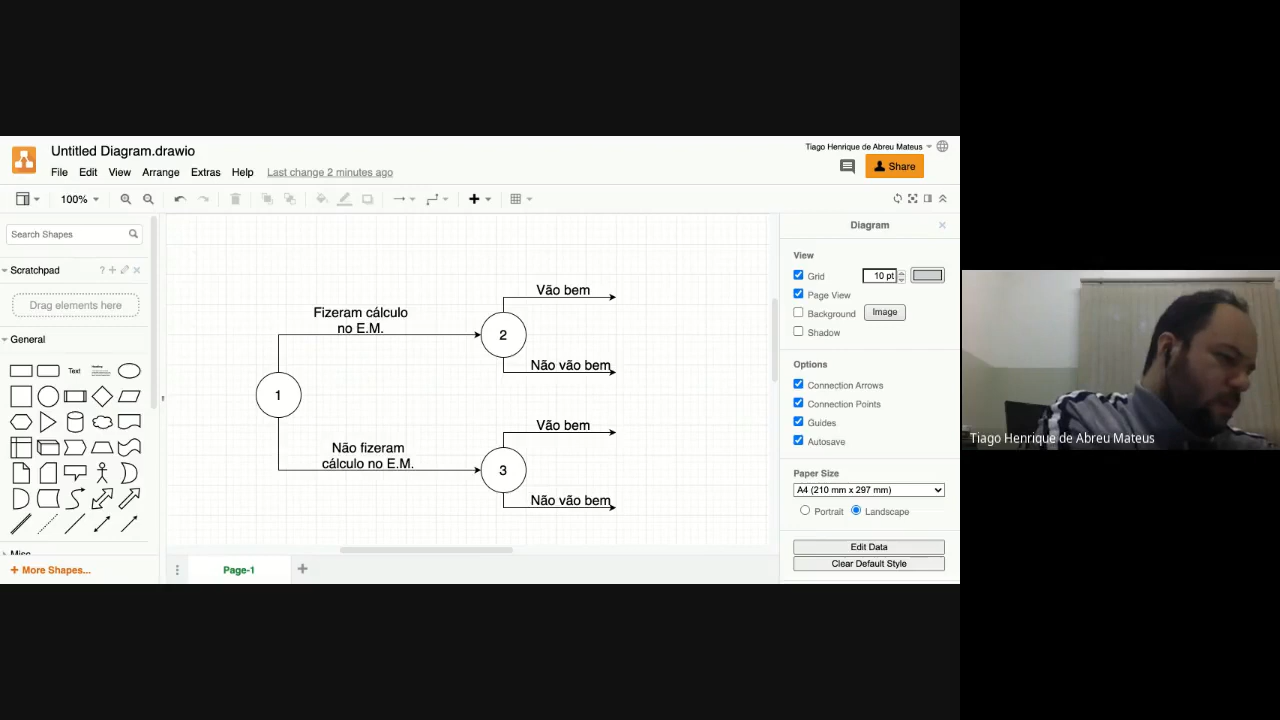 Untitled Diagram.drawio
Tiago Henrique de Abreu Mateus
File Edit View Arrange Extras Help Last change 2 minutes ago
Share
100%
Search Shapes
Scratchpad
Drag elements here
General
Text
Heading
Misc
+ More Shapes...
Fizeram cálculo
no E.M.
Vão bem
2
Não vão bem
1
Não fizeram
cálculo no E.M.
Vão bem
3
Não vão bem
Page-1
Diagram
View
Grid 10 pt
Page View
Background Image
Shadow
Options
Connection Arrows
Connection Points
Guides
Autosave
Paper Size
A4 (210 mm x 297 mm)
Portrait Landscape
Edit Data
Clear Default Style
Tiago Henrique de Abreu Mateus